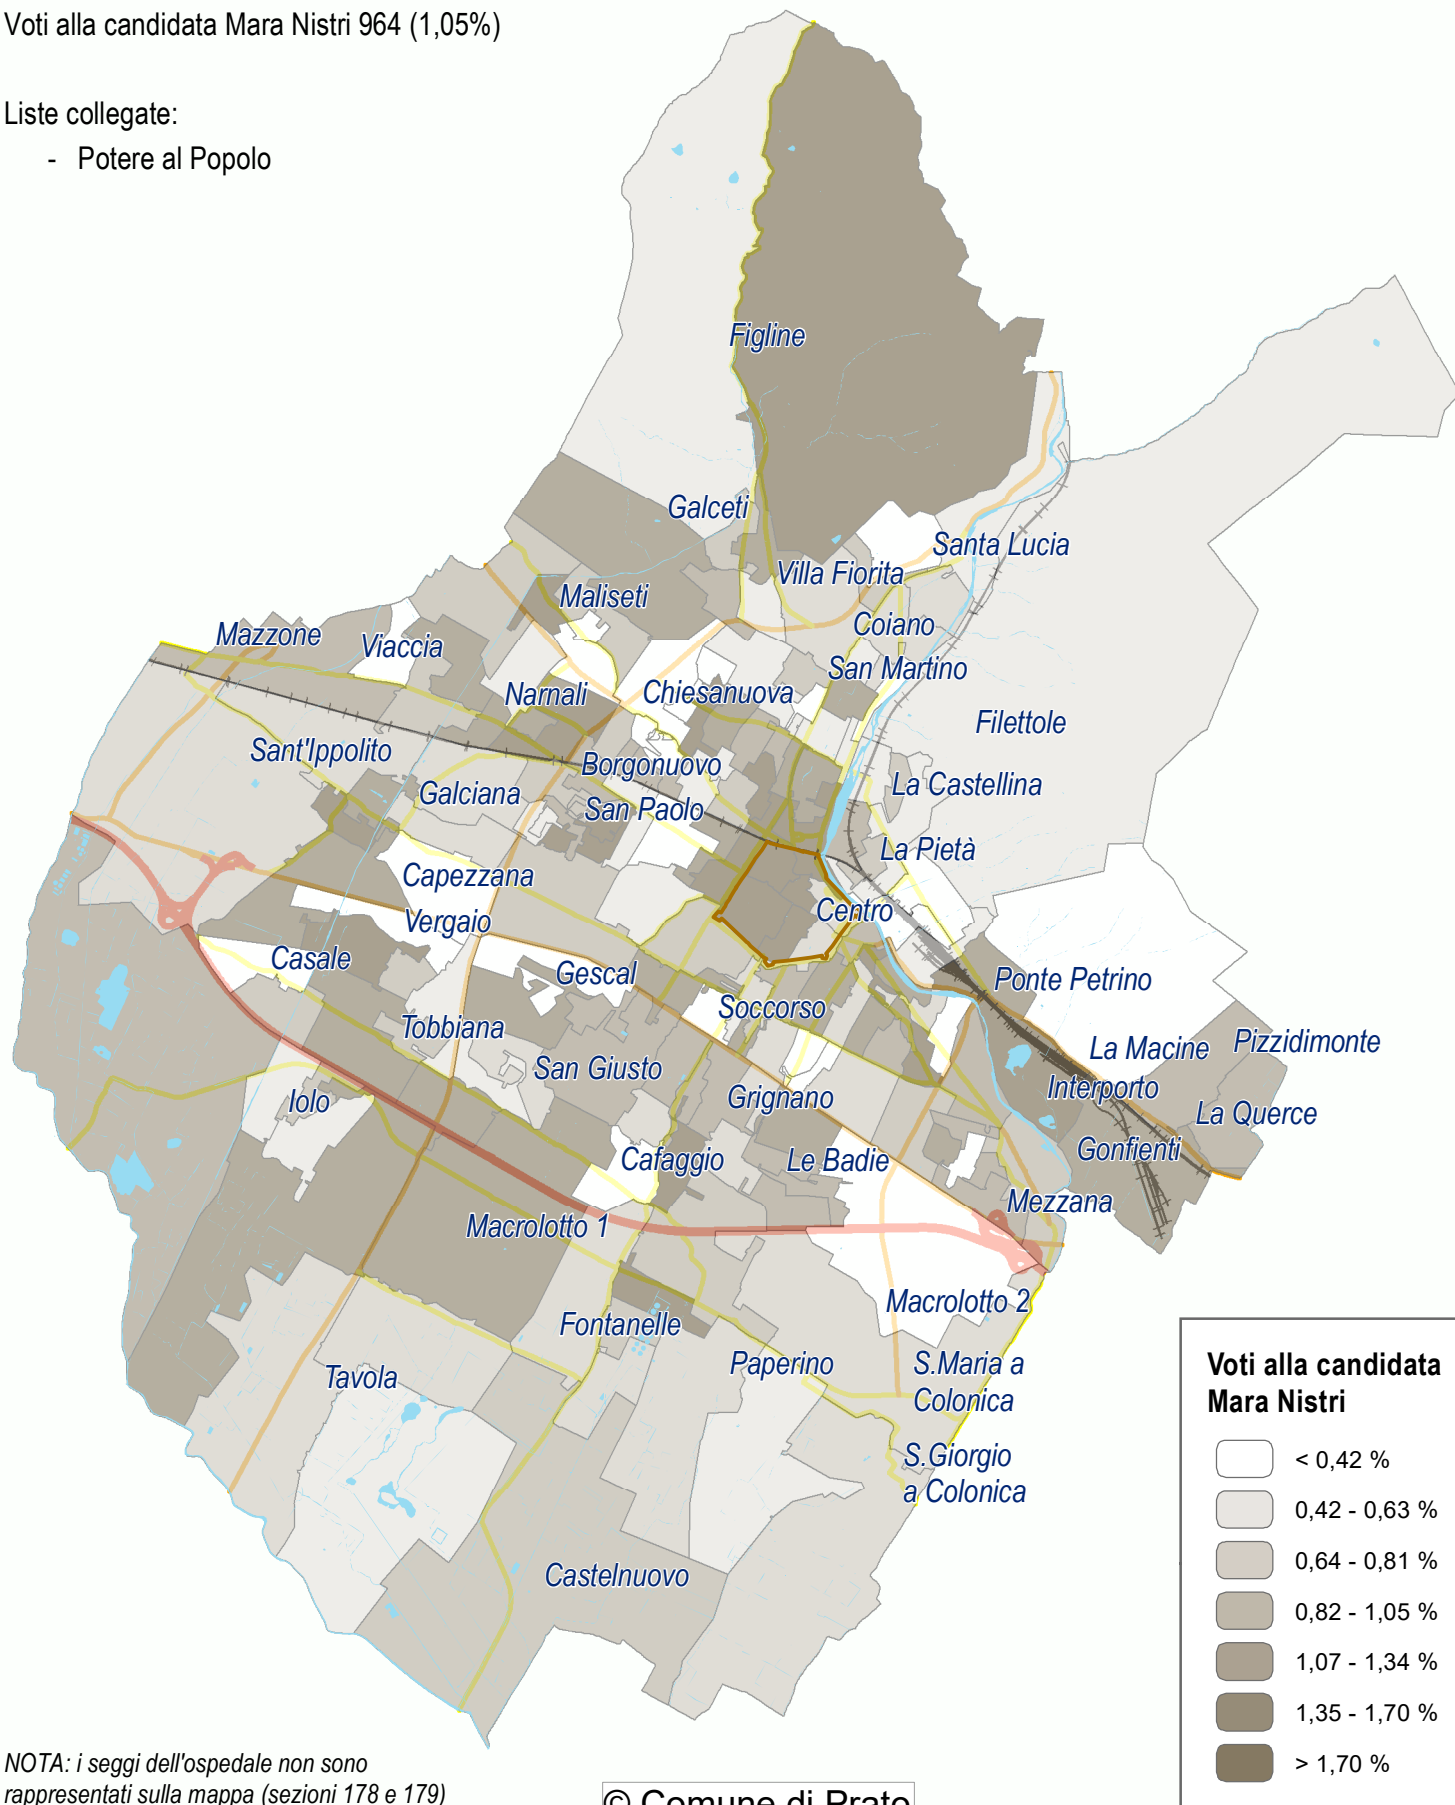 Voti alla candidata Mara Nistri 964 (1,05%)
Liste collegate:
- Potere al Popolo
Figline
Galceti
Santa Lucia
Villa Fiorita
Maliseti
Coiano
Mazzone
Viaccia
San Martino
Narnali
Chiesanuova
Filettole
Sant'Ippolito
Borgonuovo
La Castellina
Galciana
San Paolo
La Pietà
Capezzana
Centro
Vergaio
Casale
Gescal
Ponte Petrino
Soccorso
Tobbiana
La Macine
Pizzidimonte
San Giusto
Interporto
Iolo
Grignano
La Querce
Gonfienti
Cafaggio
Le Badie
Mezzana
Macrolotto 1
Macrolotto 2
Fontanelle
Paperino
S.Maria a
Colonica
Tavola
S.Giorgio
a Colonica
Castelnuovo
Voti alla candidata
Mara Nistri
< 0,42 %
0,42 - 0,63 %
0,64 - 0,81 %
0,82 - 1,05 %
1,07 - 1,34 %
1,35 - 1,70 %
> 1,70 %
NOTA: i seggi dell'ospedale non sono
rappresentati sulla mappa (sezioni 178 e 179)
© Comune di Prato